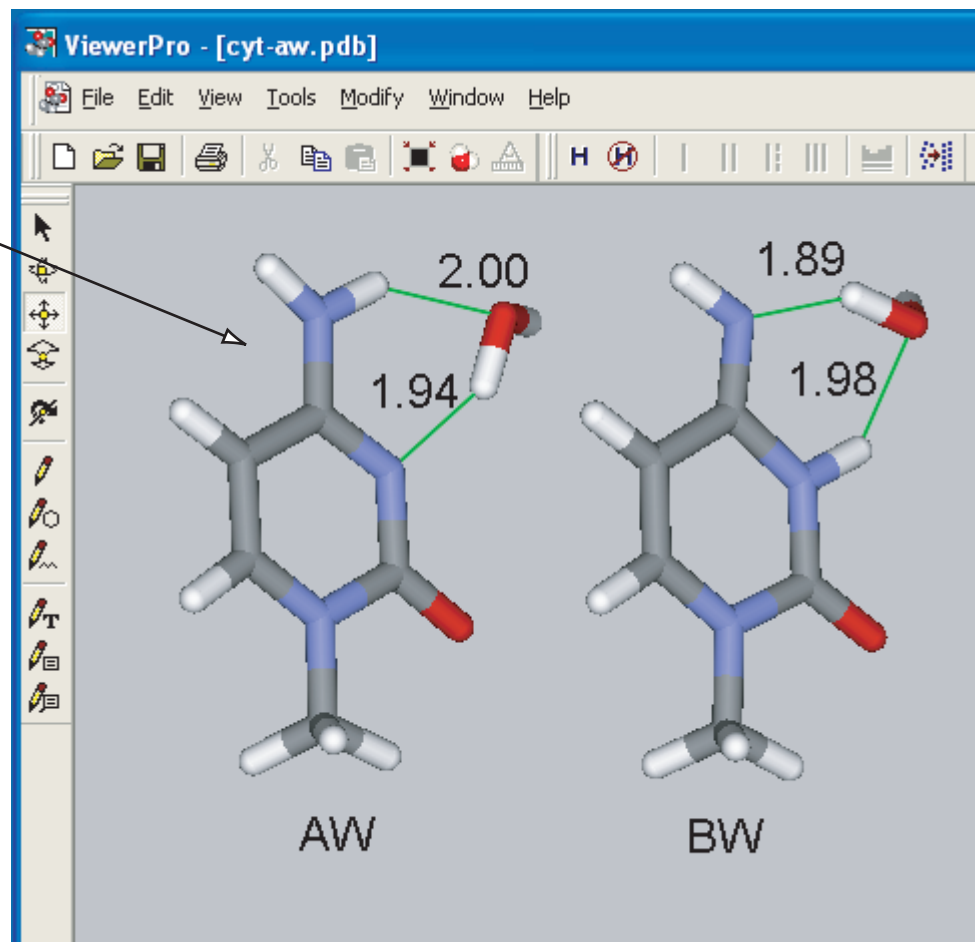 ViewerPro - [cyt-aw.pdb]
File Edit View Tools Modify Window Help
H H
T
2.00 1.89
1.94 1.98
AW BW